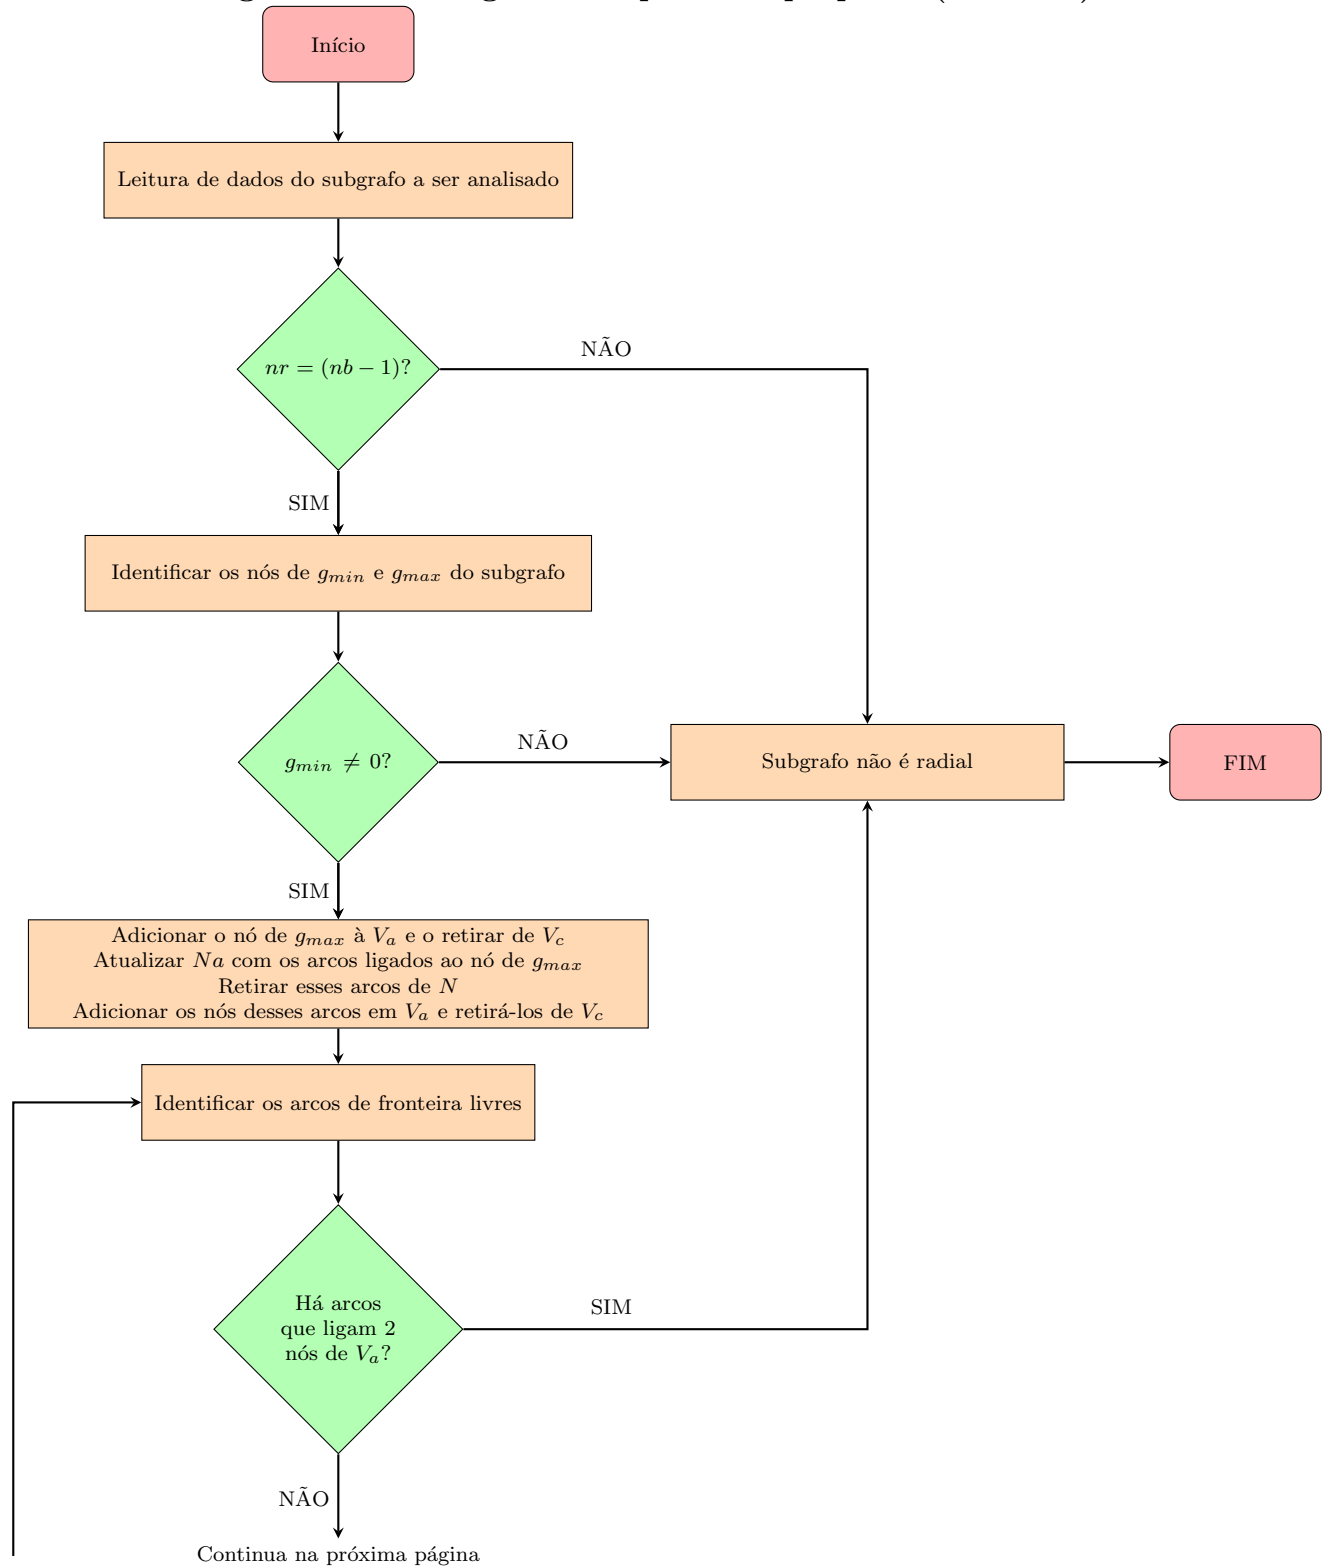 Início
Leitura de dados do subgrafo a ser analisado
nr = (nb − 1)?
NÃO
SIM
Identificar os nós de g_min e g_max do subgrafo
g_min ≠ 0?
NÃO
Subgrafo não é radial
FIM
SIM
Adicionar o nó de g_max à V_a e o retirar de V_c
Atualizar Na com os arcos ligados ao nó de g_max
Retirar esses arcos de N
Adicionar os nós desses arcos em V_a e retirá-los de V_c
Identificar os arcos de fronteira livres
Há arcos
que ligam 2
nós de V_a?
SIM
NÃO
Continua na próxima página